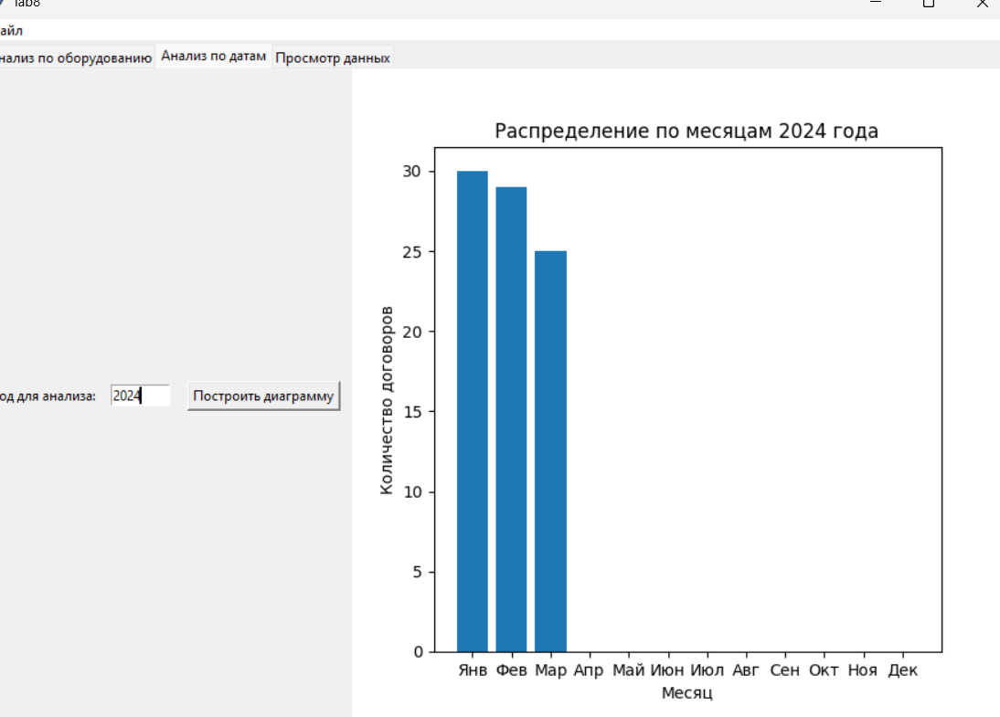 lab8
айл
нализ по оборудованию Анализ по датам Просмотр данных
Распределение по месяцам 2024 года
30
25
20
15
10
5
0
Количество договоров
од для анализа: 2024 Построить диаграмму
Янв Фев Мар Апр Май Июн Июл Авг Сен Окт Ноя Дек
Месяц